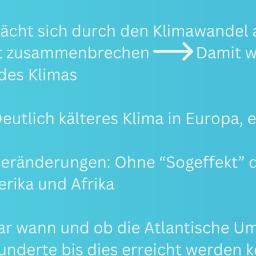 ächt sich durch den Klimawandel a
t zusammenbrechen ⟶ Damit w
des Klimas
Deutlich kälteres Klima in Europa, e
eränderungen: Ohne “Sogeffekt” d
erika und Afrika
ar wann und ob die Atlantische Um
underte bis dies erreicht werden k